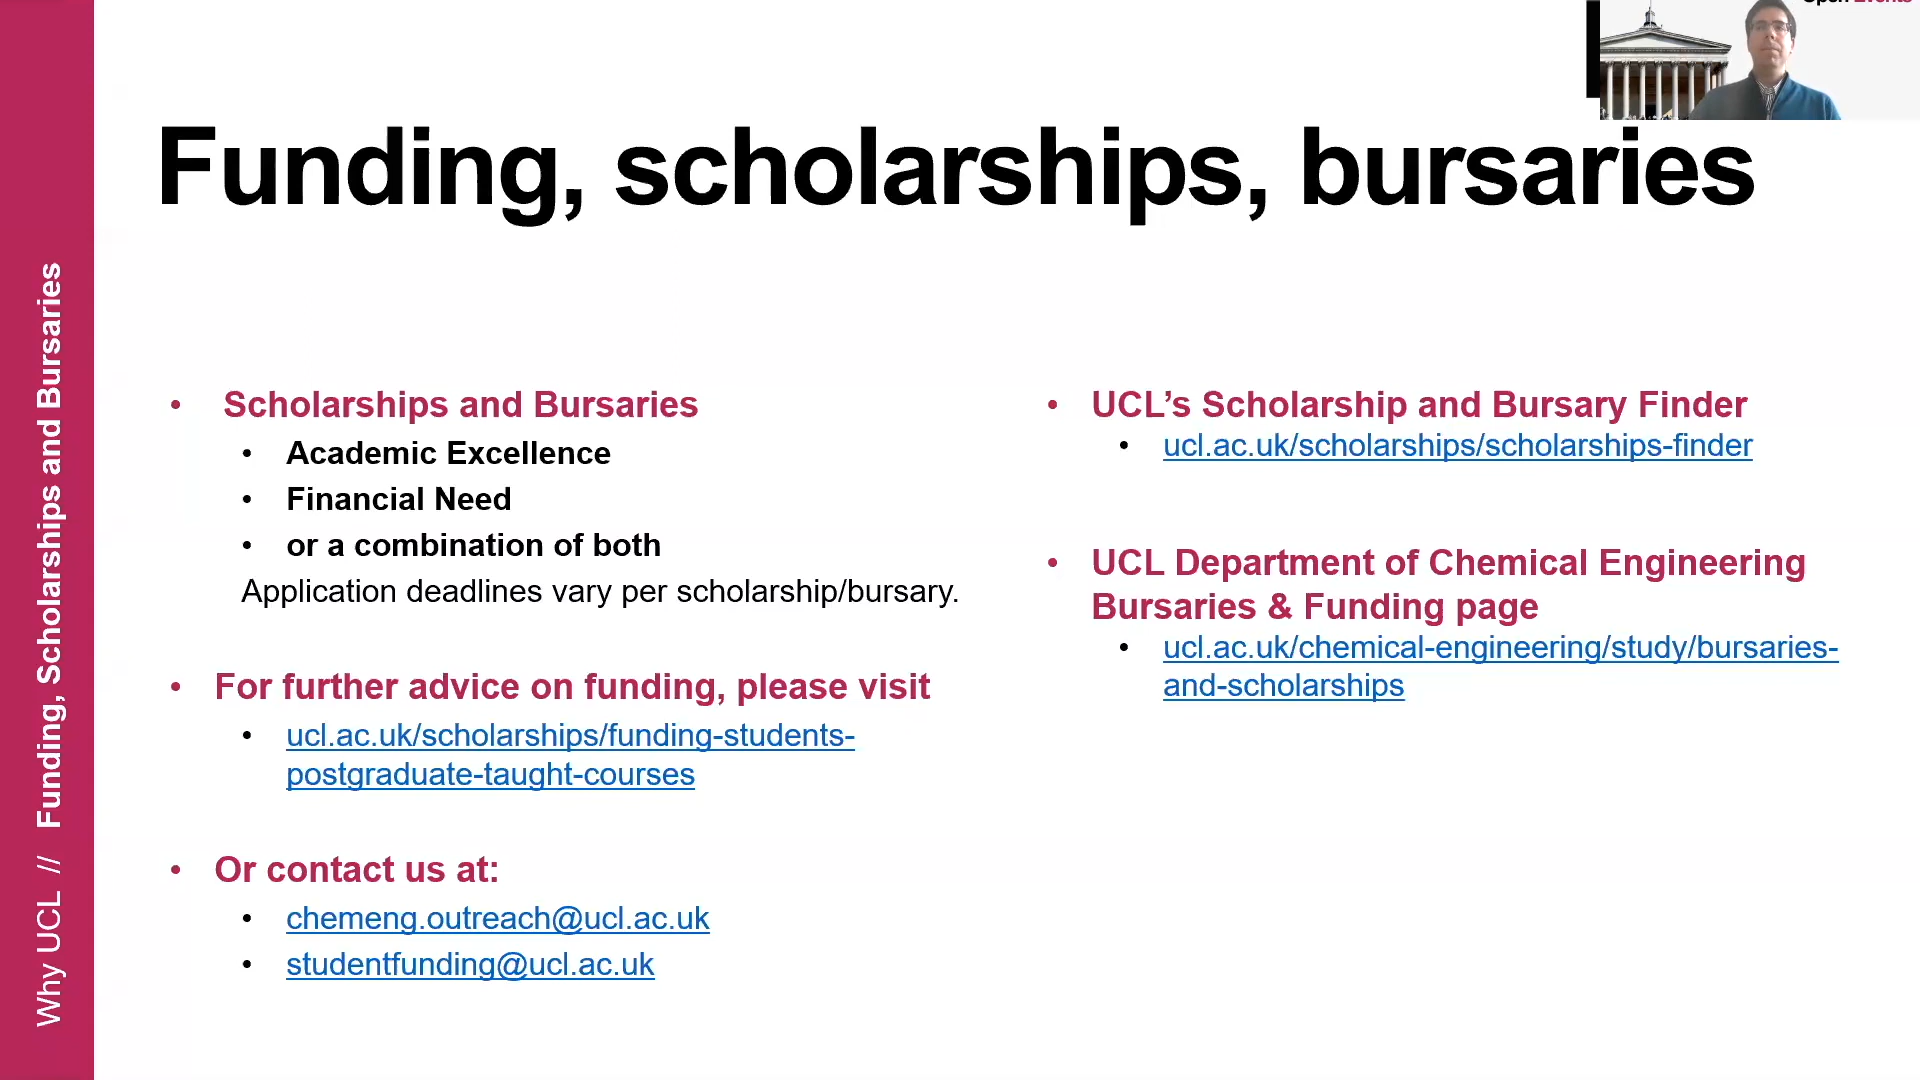 Open Events
Funding, scholarships, bursaries
Why UCL // Funding, Scholarships and Bursaries
• Scholarships and Bursaries
• Academic Excellence
• Financial Need
• or a combination of both
Application deadlines vary per scholarship/bursary.
• For further advice on funding, please visit
• ucl.ac.uk/scholarships/funding-students-
postgraduate-taught-courses
• Or contact us at:
• chemeng.outreach@ucl.ac.uk
• studentfunding@ucl.ac.uk
• UCL’s Scholarship and Bursary Finder
• ucl.ac.uk/scholarships/scholarships-finder
• UCL Department of Chemical Engineering
Bursaries & Funding page
• ucl.ac.uk/chemical-engineering/study/bursaries-
and-scholarships